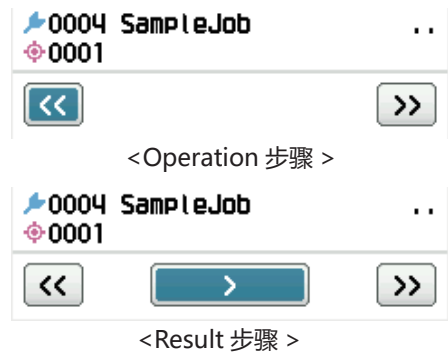 0004 SampleJob ..
0001
<< >>
<Operation 步骤 >
0004 SampleJob ..
0001
<< > >>
<Result 步骤 >